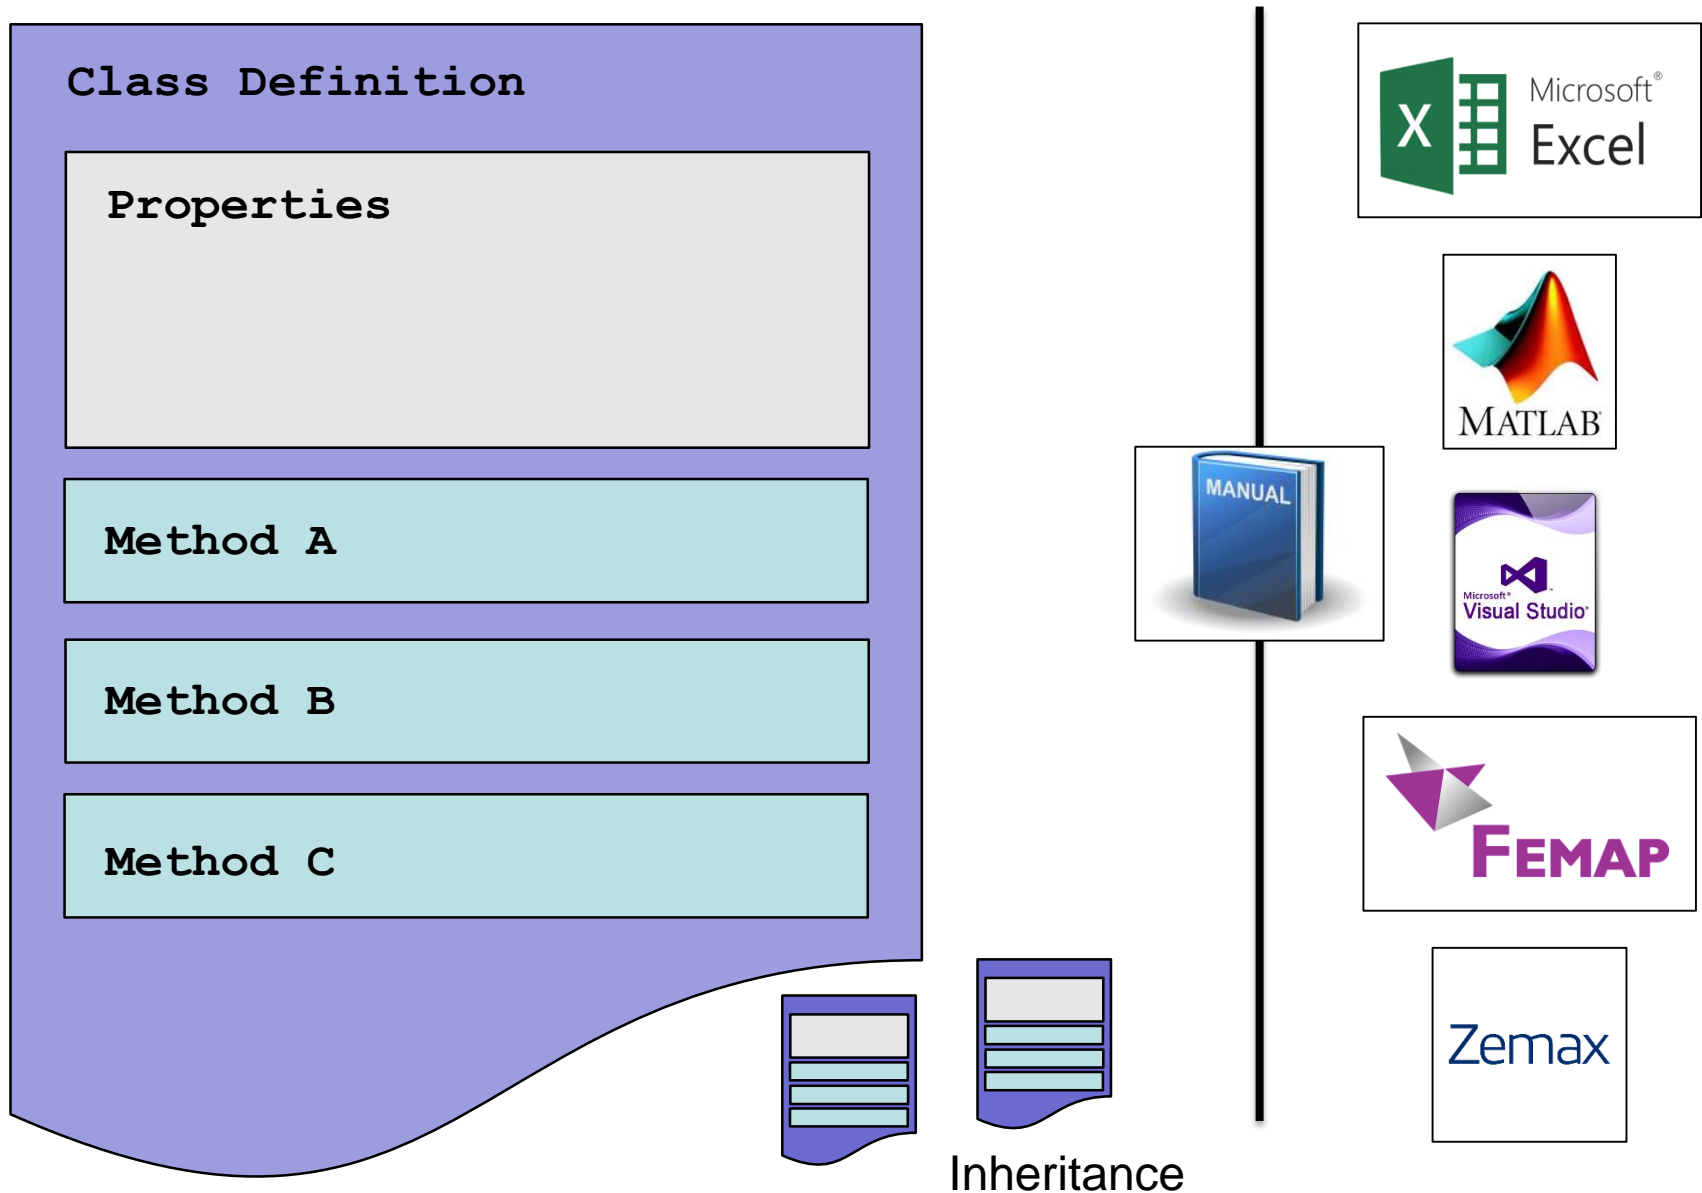 Class Definition
Properties
Method A
Method B
Method C
Inheritance
MANUAL
X
Microsoft®
Excel
MATLAB®
Microsoft®
Visual Studio®
FEMAP
Zemax